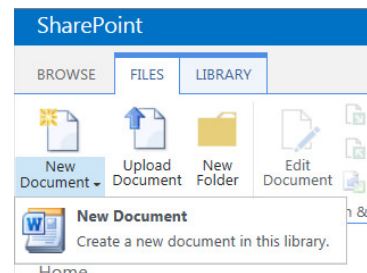 SharePoint
BROWSE FILES LIBRARY
New Document
Upload Document
New Folder
Edit Document
New Document
Create a new document in this library.
Home